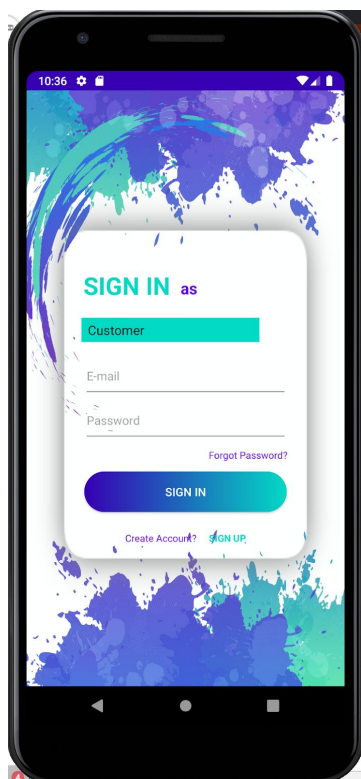 10:36
SIGN IN as
Customer
E-mail
Password
Forgot Password?
SIGN IN
Create Account? SIGN UP